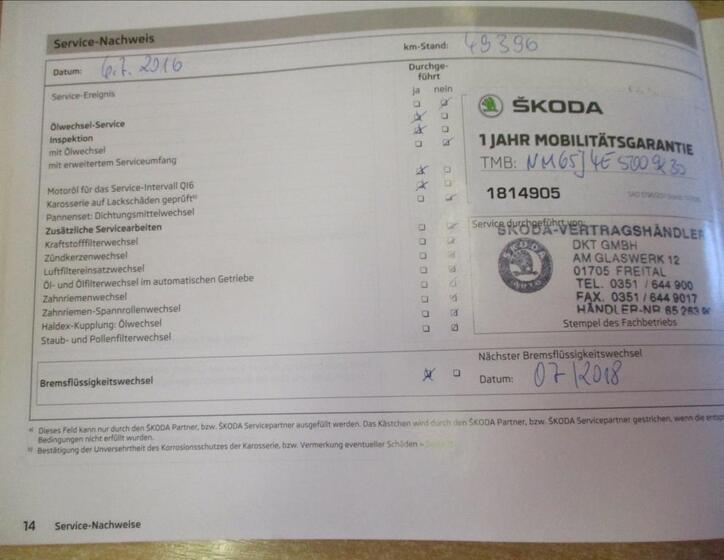 Service-Nachweis
Datum: 6.7.2016
km-Stand: 49396
Durchge-
führt
Service-Ereignis
ja nein
Ölwechsel-Service
Inspektion
mit Ölwechsel
mit erweitertem Serviceumfang
Motoröl für das Service-Intervall QI6
Karosserie auf Lackschäden geprüft b)
Pannenset: Dichtungsmittelwechsel
Zusätzliche Servicearbeiten
Kraftstofffilterwechsel
Zündkerzenwechsel
Luftfiltereinsatzwechsel
Öl- und Ölfilterwechsel im automatischen Getriebe
Zahnriemenwechsel
Zahnriemen-Spannrollenwechsel
Haldex-Kupplung: Ölwechsel
Staub- und Pollenfilterwechsel
ŠKODA
1 JAHR MOBILITÄTSGARANTIE
TMB:
1814905
Service durchgeführt von:
ŠKODA-VERTRAGSHÄNDLER
DKT GMBH
AM GLASWERK 12
01705 FREITAL
TEL. 0351 / 644 900
FAX. 0351 / 644 9017
HÄNDLER-NR 65 263
ŠKODA
AUTO
Stempel des Fachbetriebs
Bremsflüssigkeitswechsel
Nächster Bremsflüssigkeitswechsel
Datum: 07/2018
a) Dieses Feld kann nur durch den ŠKODA Partner, bzw. ŠKODA Servicepartner ausgefüllt werden. Das Kästchen wird durch den ŠKODA Partner, bzw. ŠKODA Servicepartner gestrichen, wenn die
Bedingungen nicht erfüllt wurden.
b) Bestätigung der Unversehrtheit des Korrosionsschutzes der Karosserie, bzw. Vermerkung eventueller Schäden
14 Service-Nachweise